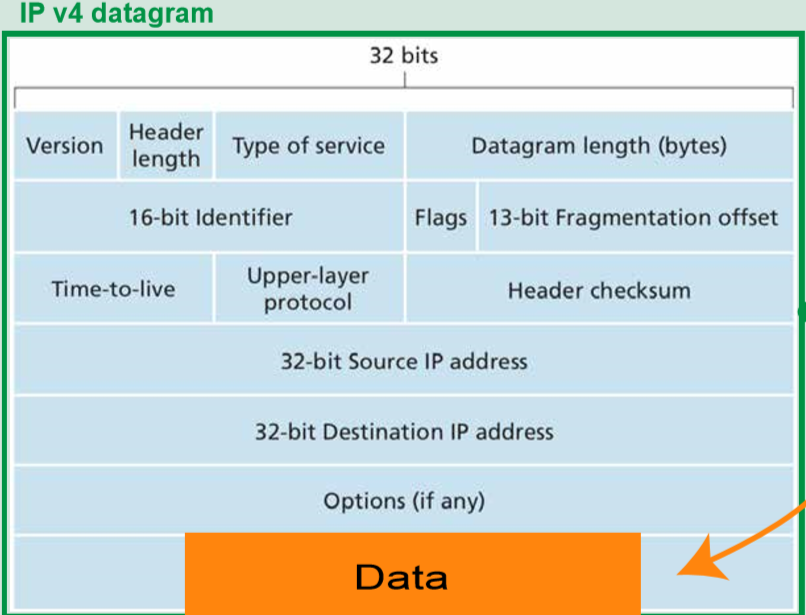 IP v4 datagram
32 bits
Version
Header
length
Type of service
Datagram length (bytes)
16-bit Identifier
Flags
13-bit Fragmentation offset
Time-to-live
Upper-layer
protocol
Header checksum
32-bit Source IP address
32-bit Destination IP address
Options (if any)
Data